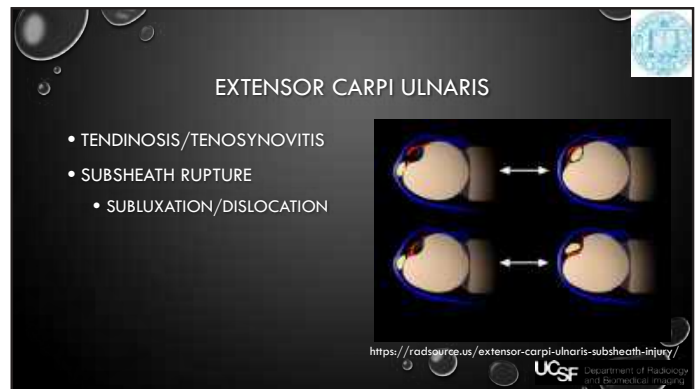 EXTENSOR CARPI ULNARIS
• TENDINOSIS/TENOSYNOVITIS
• SUBSHEATH RUPTURE
• SUBLUXATION/DISLOCATION
https://radsource.us/extensor-carpi-ulnaris-subsheath-injury/
UCSF Department of Radiology
and Biomedical Imaging